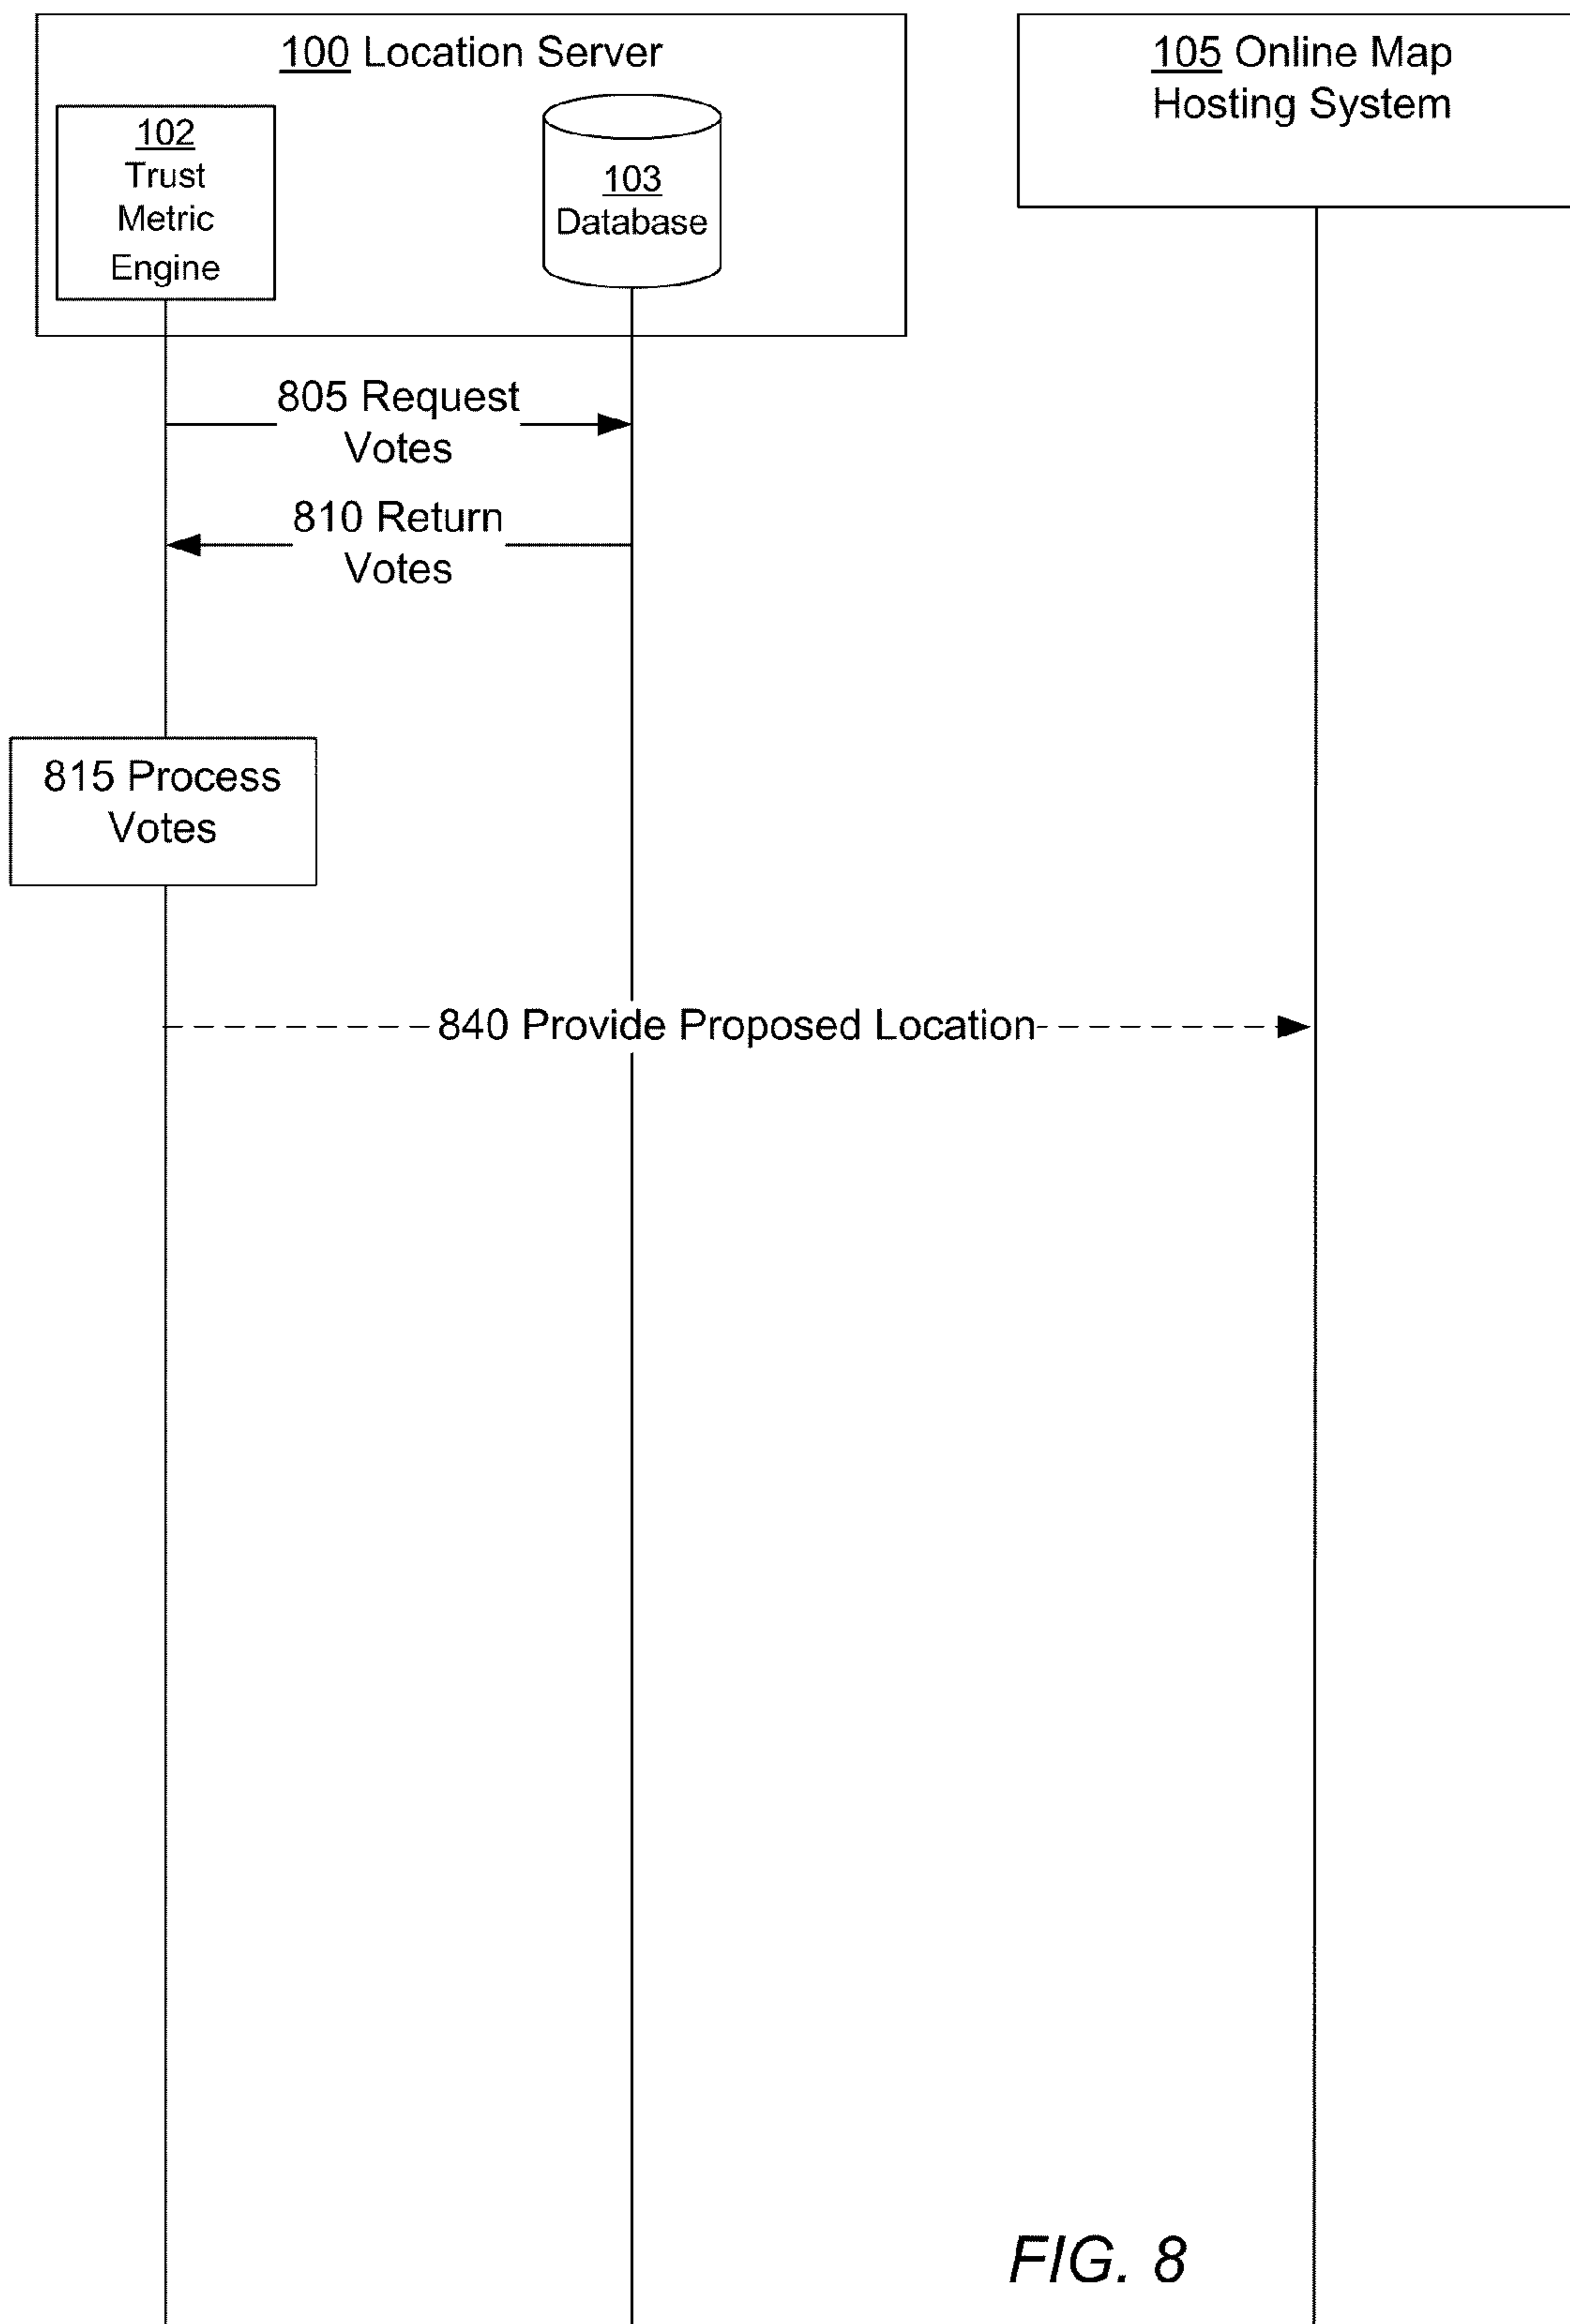 100 Location Server
102
Trust
Metric
Engine
103
Database
105 Online Map
Hosting System
805 Request
Votes
810 Return
Votes
815 Process
Votes
840 Provide Proposed Location
FIG. 8